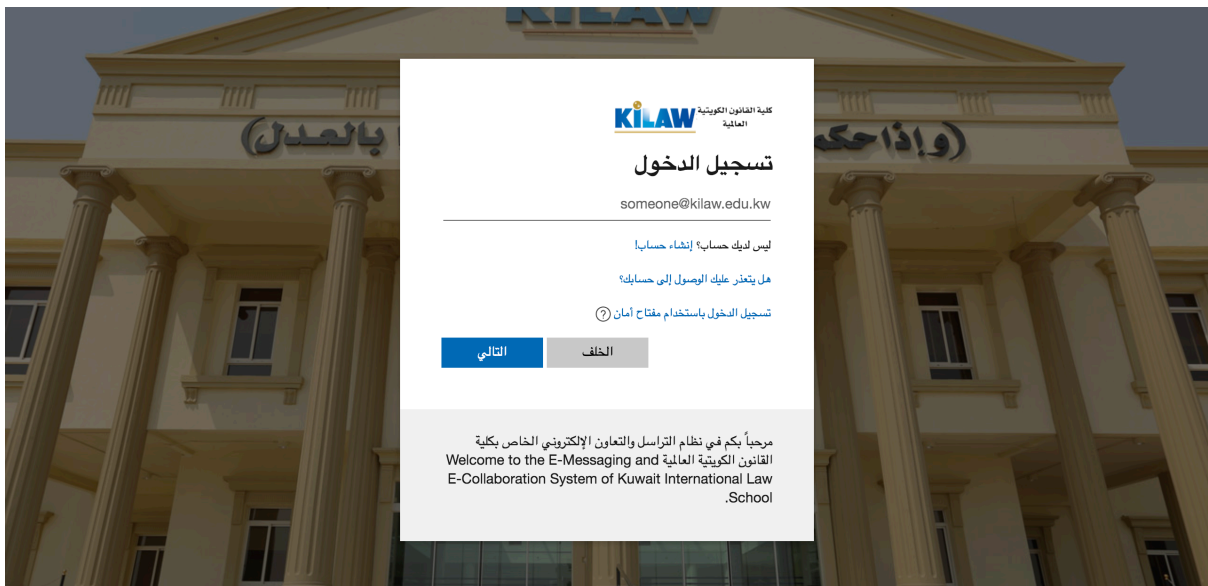 KILAW
(وإذا حكم
بالعدل)
كلية القانون الكويتية
العالمية
KiLAW
تسجيل الدخول
someone@kilaw.edu.kw
ليس لديك حساب؟ إنشاء حساب!
هل يتعذر عليك الوصول إلى حسابك؟
تسجيل الدخول باستخدام مفتاح أمان
الخلف
التالي
مرحباً بكم في نظام التراسل والتعاون الإلكتروني الخاص بكلية
القانون الكويتية العالمية Welcome to the E-Messaging and
E-Collaboration System of Kuwait International Law
School.